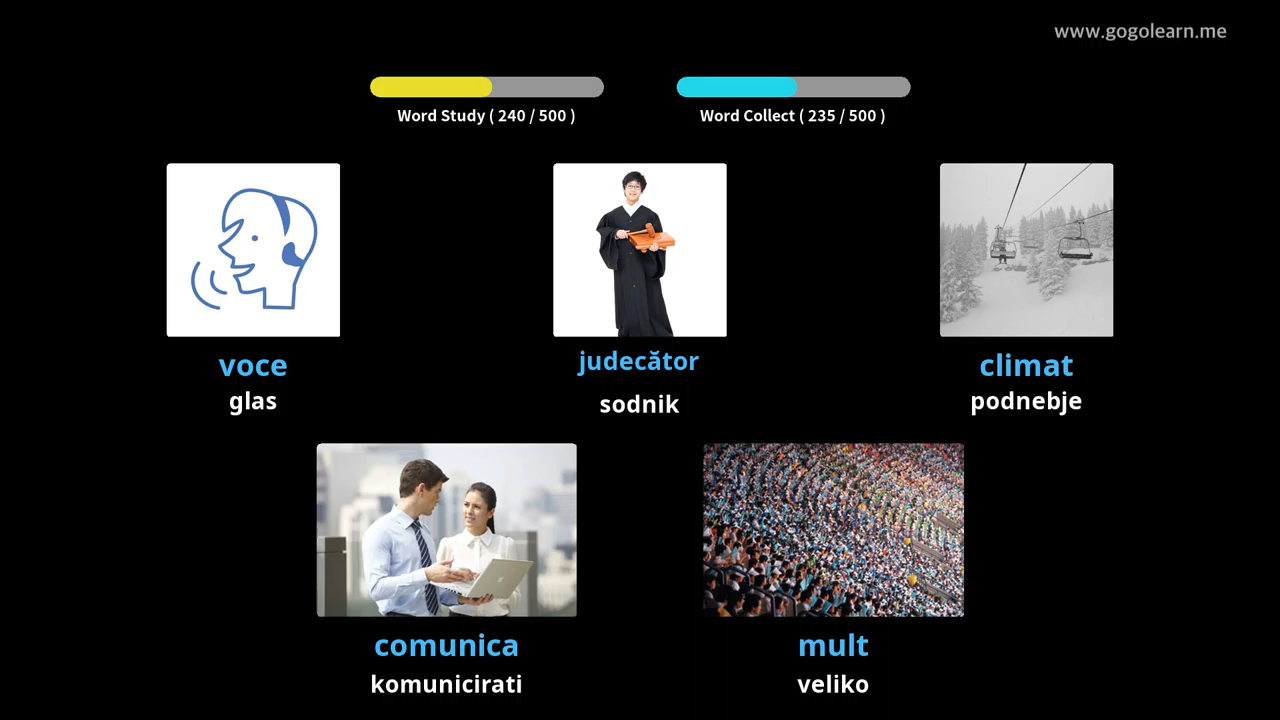 www.gogolearn.me
Word Study ( 240 / 500 )
Word Collect ( 235 / 500 )
voce
glas
judecător
sodnik
climat
podnebje
comunica
komunicirati
mult
veliko